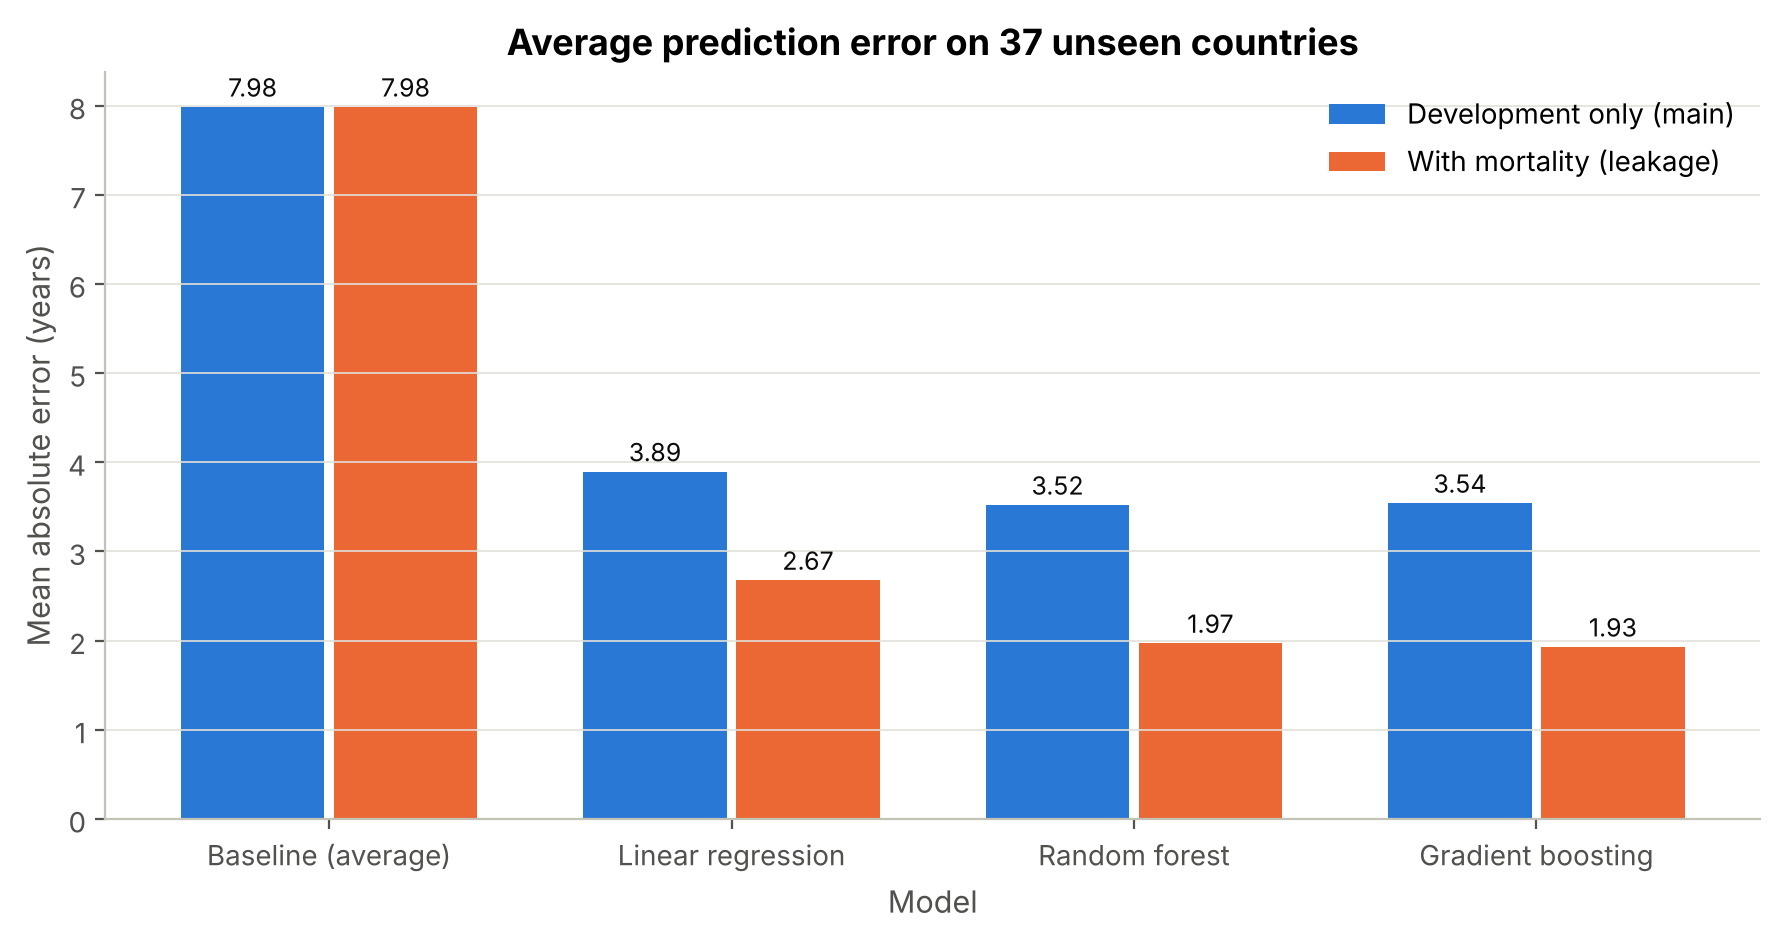 Average prediction error on 37 unseen countries
Development only (main)
With mortality (leakage)
Mean absolute error (years)
8
7
6
5
4
3
2
1
0
7.98
7.98
3.89
2.67
3.52
1.97
3.54
1.93
Baseline (average)
Linear regression
Random forest
Gradient boosting
Model